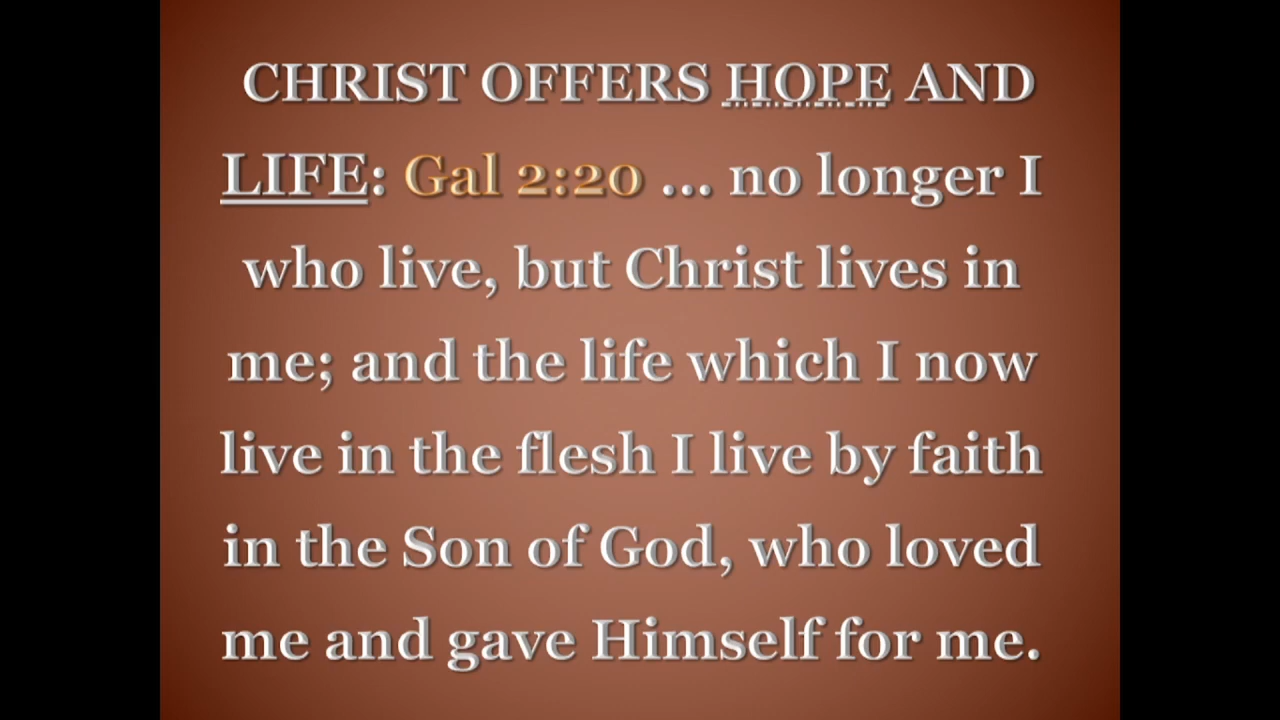 CHRIST OFFERS HOPE AND
LIFE: Gal 2:20 ... no longer I
who live, but Christ lives in
me; and the life which I now
live in the flesh I live by faith
in the Son of God, who loved
me and gave Himself for me.